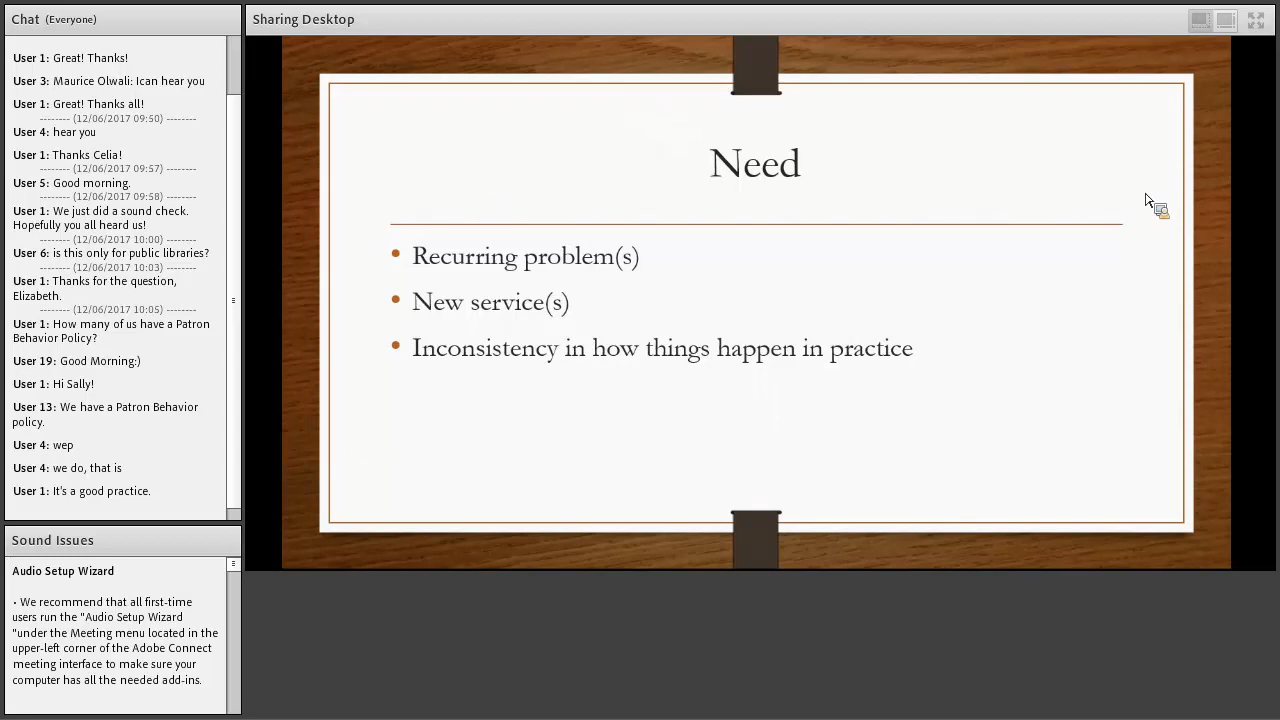 Chat (Everyone)
User 1: Great! Thanks!
User 3: Maurice Olwali: Ican hear you
User 1: Great! Thanks all!
-------- (12/06/2017 09:50) --------
User 4: hear you
User 1: Thanks Celia!
-------- (12/06/2017 09:57) --------
User 5: Good morning.
-------- (12/06/2017 09:58) --------
User 1: We just did a sound check.
Hopefully you all heard us!
-------- (12/06/2017 10:00) --------
User 6: is this only for public libraries?
-------- (12/06/2017 10:03) --------
User 1: Thanks for the question,
Elizabeth.
-------- (12/06/2017 10:05) --------
User 1: How many of us have a Patron
Behavior Policy?
User 19: Good Morning:)
User 1: Hi Sally!
User 13: We have a Patron Behavior
policy.
User 4: wep
User 4: we do, that is
User 1: It's a good practice.
Sound Issues
Audio Setup Wizard
• We recommend that all first-time
users run the "Audio Setup Wizard
"under the Meeting menu located in the
upper-left corner of the Adobe Connect
meeting interface to make sure your
computer has all the needed add-ins.
Sharing Desktop
Need
• Recurring problem(s)
• New service(s)
• Inconsistency in how things happen in practice